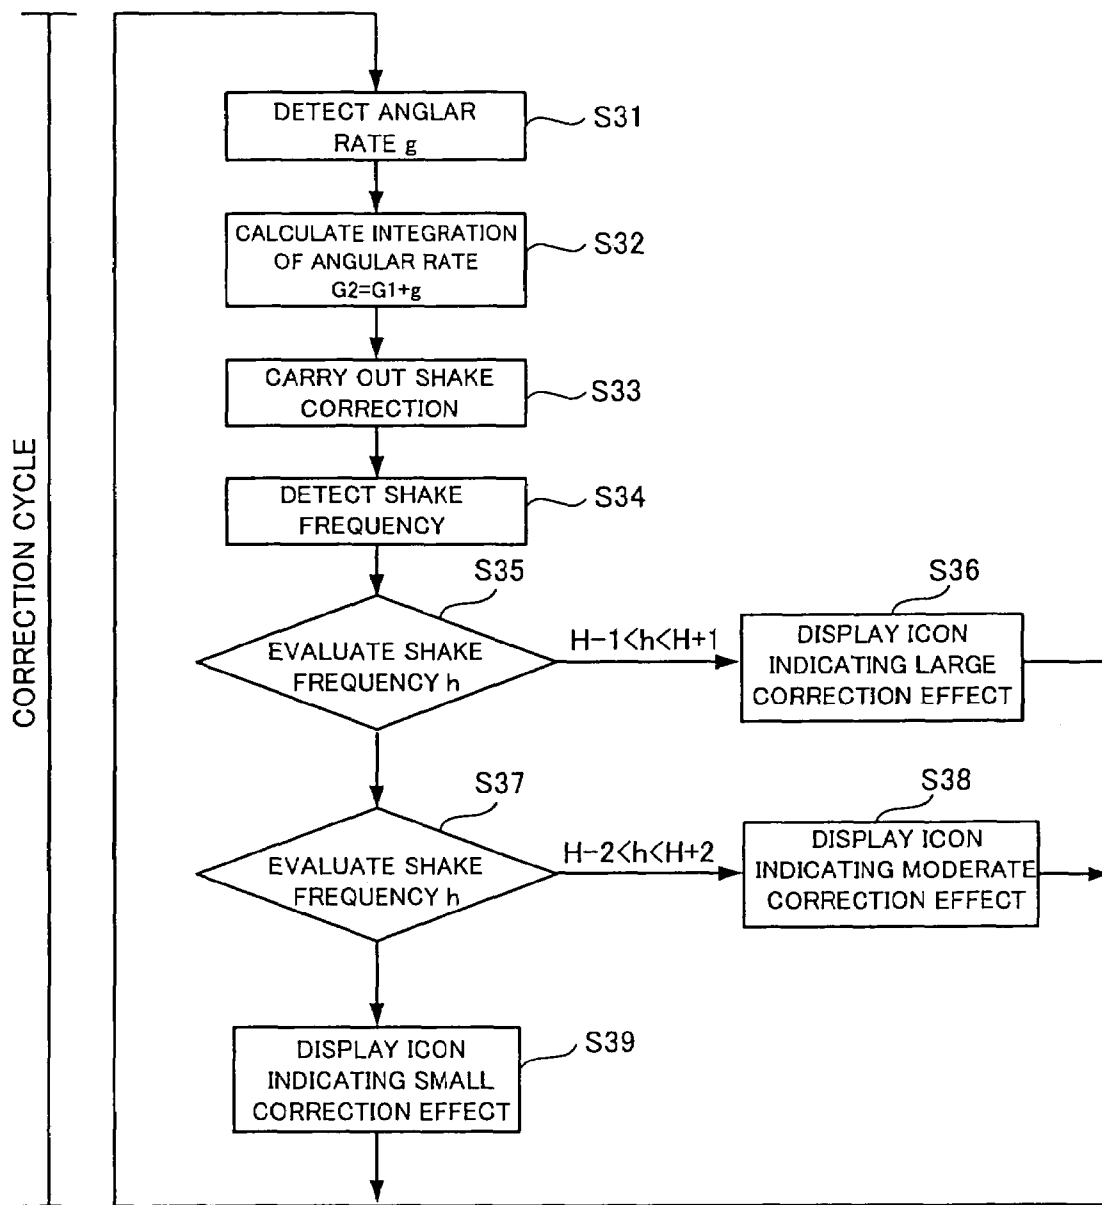 DETECT ANGLAR
RATE g
S31
CALCULATE INTEGRATION
OF ANGULAR RATE
G2=G1+g
S32
CARRY OUT SHAKE
CORRECTION
S33
DETECT SHAKE
FREQUENCY
S34
CORRECTION CYCLE
S35
EVALUATE SHAKE
FREQUENCY h
H-1<h<H+1
S36
DISPLAY ICON
INDICATING LARGE
CORRECTION EFFECT
S37
EVALUATE SHAKE
FREQUENCY h
H-2<h<H+2
S38
DISPLAY ICON
INDICATING MODERATE
CORRECTION EFFECT
DISPLAY ICON
INDICATING SMALL
CORRECTION EFFECT
S39